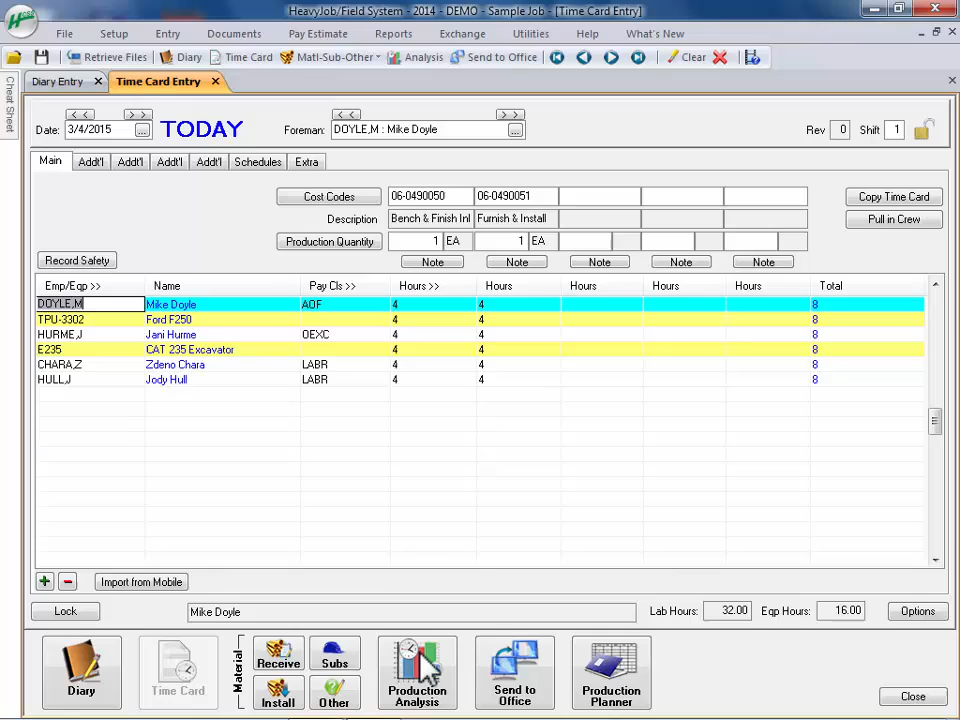 HeavyJob/Field System - 2014 - DEMO - Sample Job - [Time Card Entry]
HCSS
File Setup Entry Documents Pay Estimate Reports Exchange Utilities Help What's New
Retrieve Files Diary Time Card Matl-Sub-Other Analysis Send to Office Clear
Cheat Sheet
Diary Entry Time Card Entry
<< >> << >>
Date: 3/4/2015 ... TODAY Foreman: DOYLE,M : Mike Doyle ... Rev 0 Shift 1
Main Addt'l Addt'l Addt'l Addt'l Schedules Extra
Cost Codes 06-0490050 06-0490051 Copy Time Card
Description Bench & Finish Inl Furnish & Install Pull in Crew
Production Quantity 1 EA 1 EA
Record Safety Note Note Note Note Note
Emp/Eqp >> Name Pay Cls >> Hours >> Hours Hours Hours Hours Total
DOYLE,M Mike Doyle AOF 4 4 8
TPU-3302 Ford F250 4 4 8
HURME,J Jani Hurme OEXC 4 4 8
E235 CAT 235 Excavator 4 4 8
CHARA,Z Zdeno Chara LABR 4 4 8
HULL,J Jody Hull LABR 4 4 8
Import from Mobile
Lock Mike Doyle Lab Hours: 32.00 Eqp Hours: 16.00 Options
Diary Time Card Material Receive Install Subs Other Production Analysis Send to Office Production Planner Close